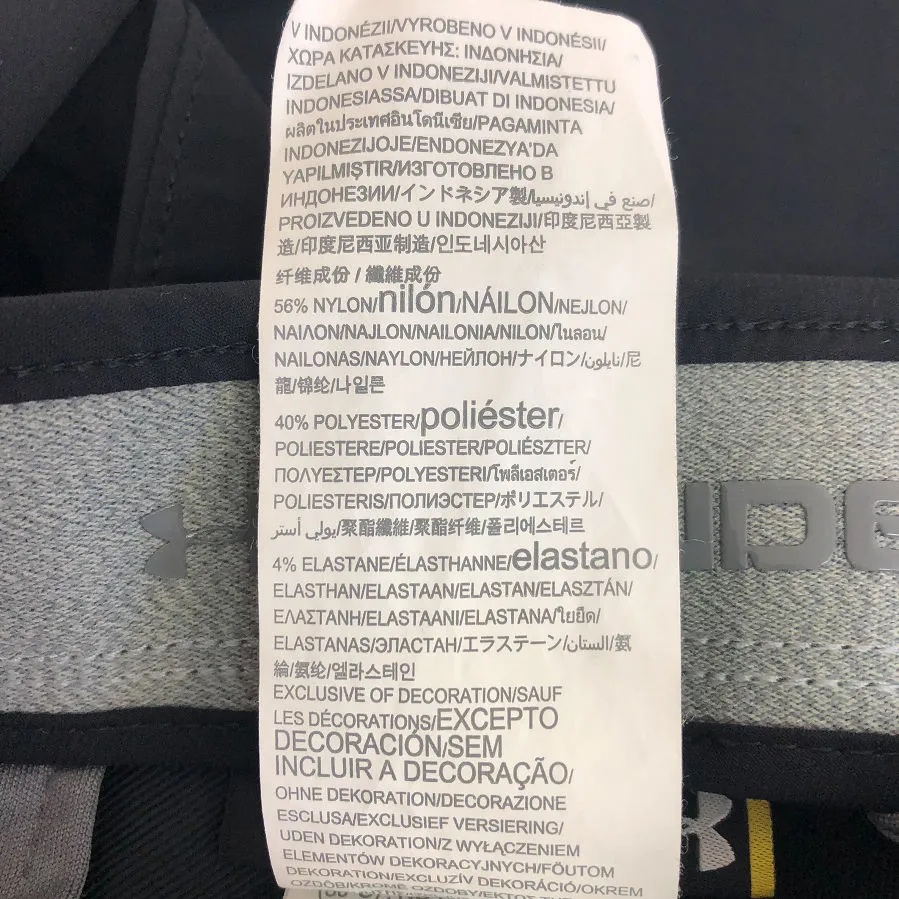 V INDONÉZII/VYROBENO V INDONÉSII/
ΧΩΡΑ ΚΑΤΑΣΚΕΥΗΣ: ΙΝΔΟΝΗΣΙΑ/
IZDELANO V INDONEZIJI/VALMISTETTU
INDONESIASSA/DIBUAT DI INDONESIA/
ผลิตในประเทศอินโดนีเซีย/PAGAMINTA
INDONEZIJOJE/ENDONEZYA'DA
YAPILMIŞTIR/ИЗГОТОВЛЕНО В
ИНДОНЕЗИИ/インドネシア製/صنع في إندونيسيا/
PROIZVEDENO U INDONEZIJI/印度尼西亞製
造/印度尼西亚制造/인도네시아산
纤维成份 / 纖維成份
56% NYLON/nilón/NÁILON/NEJLON/
ΝΑΙΛΟΝ/NAJLON/NAILONIA/NILON/ไนลอน/
NAILONAS/NAYLON/НЕЙЛОН/ナイロン/نايلون/尼
龍/锦纶/나일론
40% POLYESTER/poliéster/
POLIESTERE/POLIESTER/POLIÉSZTER/
ΠΟΛΥΕΣΤΕΡ/POLYESTERI/โพลีเอสเตอร์/
POLIESTERIS/ПОЛИЭСТЕР/ポリエステル/
بولي أستر/聚酯纖維/聚酯纤维/폴리에스테르
4% ELASTANE/ÉLASTHANNE/elastano/
ELASTHAN/ELASTAAN/ELASTAN/ELASZTÁN/
ΕΛΑΣΤΑΝΗ/ELASTAANI/ELASTANA/ใยยืด/
ELASTANAS/ЭЛАСТАН/エラステーン/الستان/氨
綸/氨纶/엘라스테인
EXCLUSIVE OF DECORATION/SAUF
LES DÉCORATIONS/EXCEPTO
DECORACIÓN/SEM
INCLUIR A DECORAÇÃO/
OHNE DEKORATION/DECORAZIONE
ESCLUSA/EXCLUSIEF VERSIERING/
UDEN DEKORATION/Z WYŁĄCZENIEM
ELEMENTÓW DEKORACYJNYCH/FÖUTOM
DEKORATION/EXCLUZÍV DEKORÁCIÓ/OKREM
OZDÔB/KROMĚ OZDOBY/ΕΚΤΟΣ ΤΗΣ